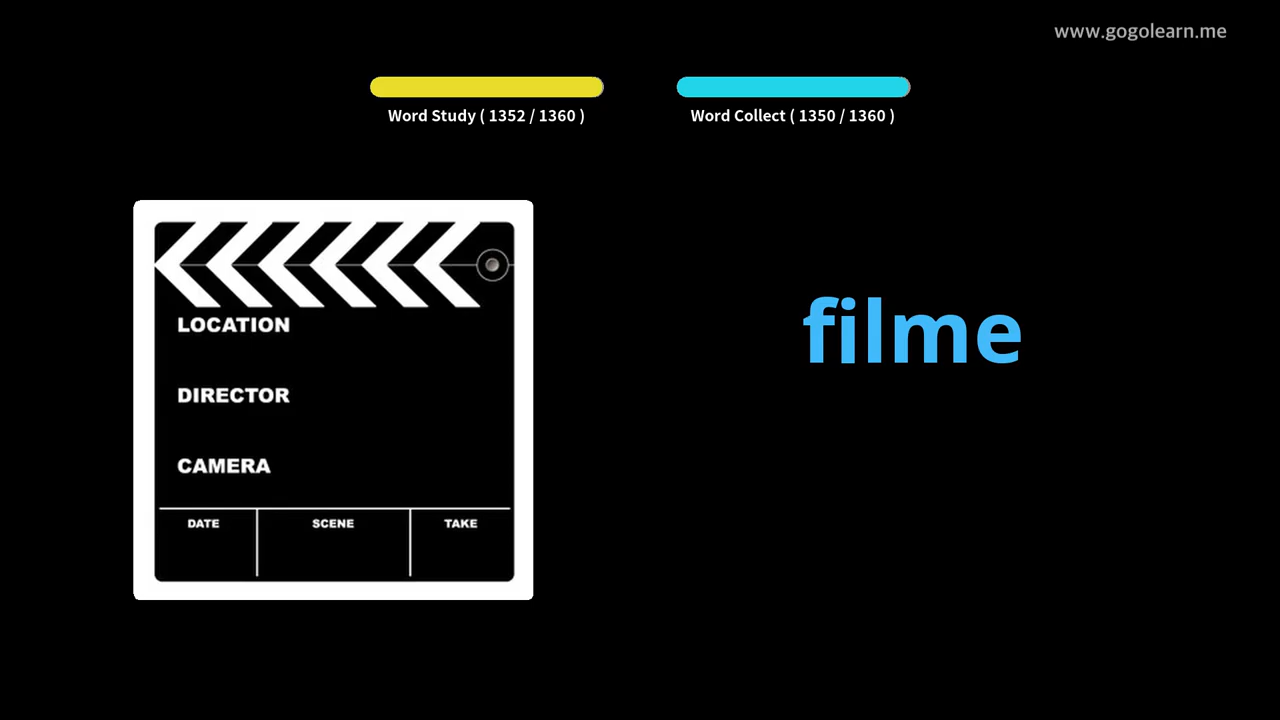 www.gogolearn.me
Word Study ( 1352 / 1360 )
Word Collect ( 1350 / 1360 )
LOCATION
DIRECTOR
CAMERA
DATE
SCENE
TAKE
filme